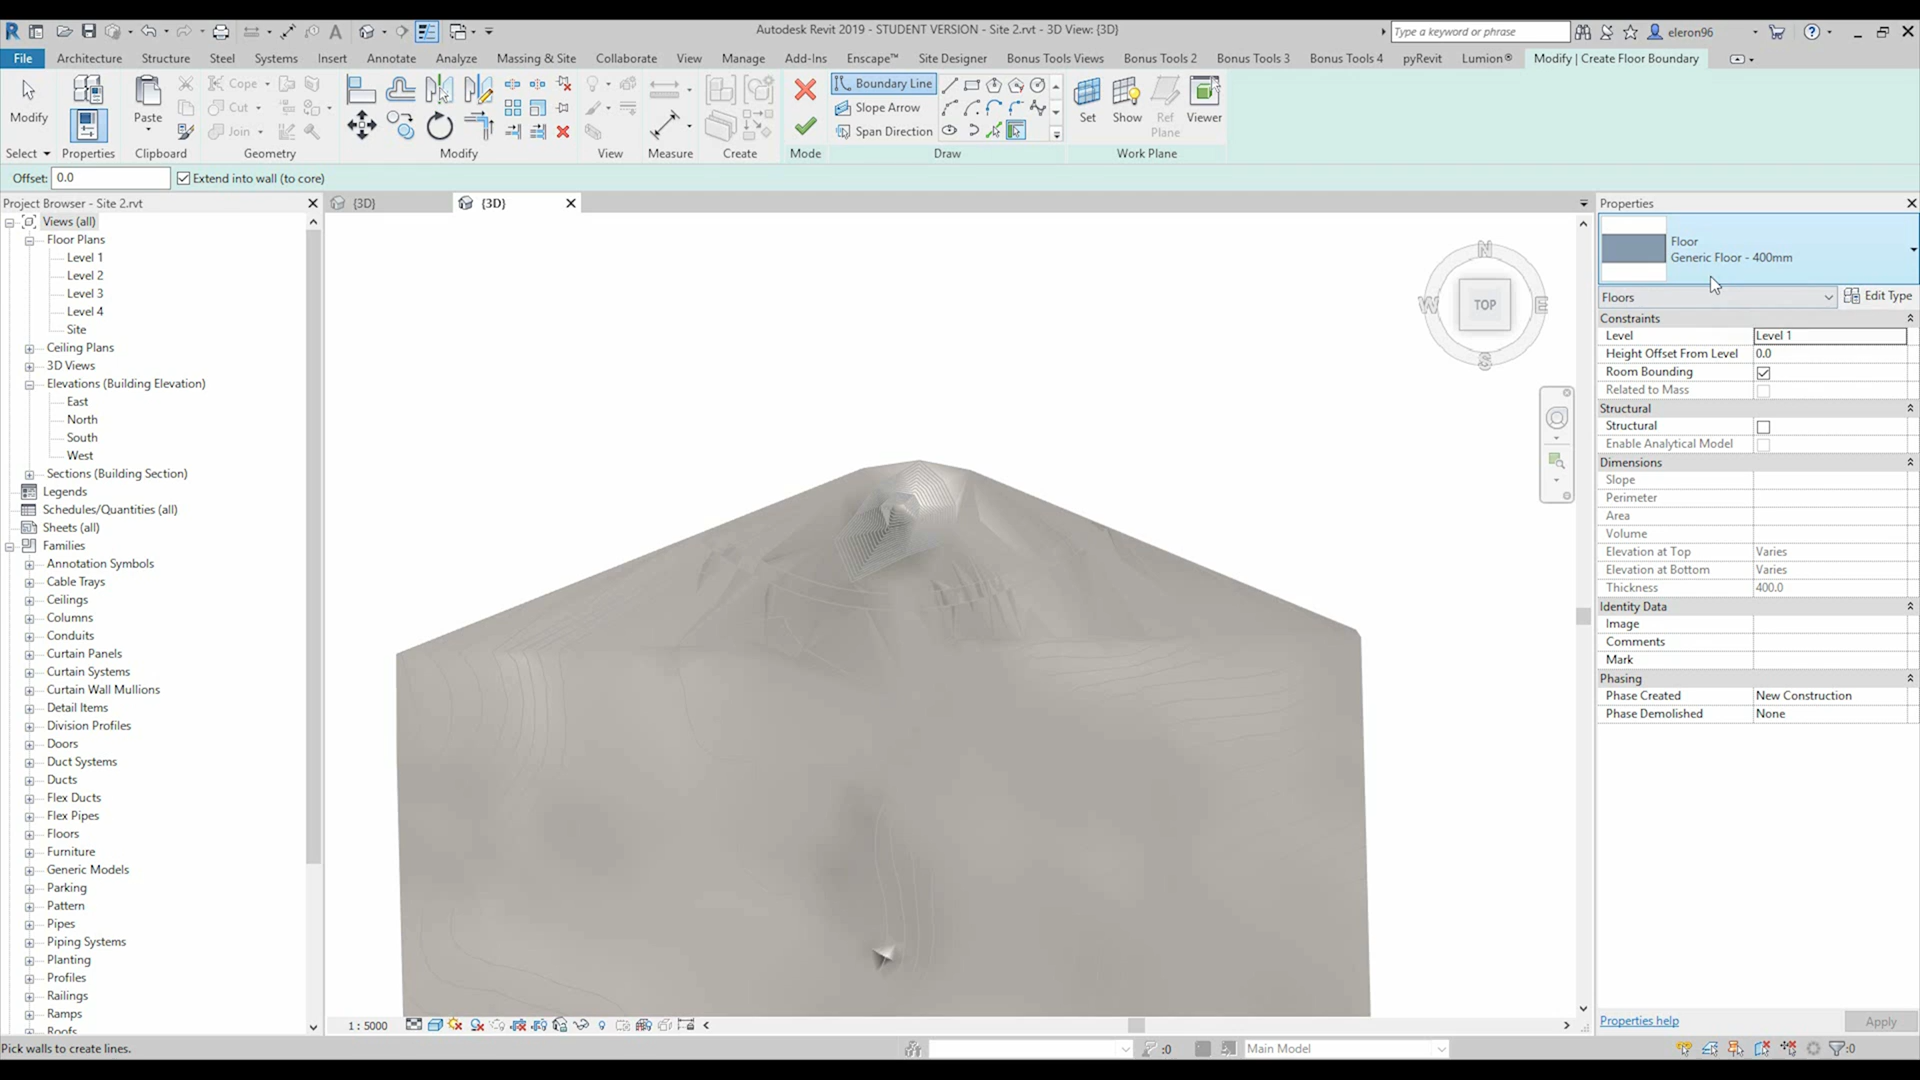 Autodesk Revit 2019 - STUDENT VERSION - Site 2.rvt - 3D View: {3D}
Type a keyword or phrase
eleron96
File
Architecture
Structure
Steel
Systems
Insert
Annotate
Analyze
Massing & Site
Collaborate
View
Manage
Add-Ins
Enscape™
Site Designer
Bonus Tools Views
Bonus Tools 2
Bonus Tools 3
Bonus Tools 4
pyRevit
Lumion®
Modify | Create Floor Boundary
Modify
Paste
Cope
Cut
Join
Boundary Line
Slope Arrow
Span Direction
Set
Show
Ref
Plane
Viewer
Select
Properties
Clipboard
Geometry
Modify
View
Measure
Create
Mode
Draw
Work Plane
Offset:
0.0
Extend into wall (to core)
Project Browser - Site 2.rvt
Views (all)
Floor Plans
Level 1
Level 2
Level 3
Level 4
Site
Ceiling Plans
3D Views
Elevations (Building Elevation)
East
North
South
West
Sections (Building Section)
Legends
Schedules/Quantities (all)
Sheets (all)
Families
Annotation Symbols
Cable Trays
Ceilings
Columns
Conduits
Curtain Panels
Curtain Systems
Curtain Wall Mullions
Detail Items
Division Profiles
Doors
Duct Systems
Ducts
Flex Ducts
Flex Pipes
Floors
Furniture
Generic Models
Parking
Pattern
Pipes
Piping Systems
Planting
Profiles
Railings
Ramps
Roofs
{3D}
{3D}
N
W
TOP
E
S
Properties
Floor
Generic Floor - 400mm
Floors
Edit Type
Constraints
Level
Level 1
Height Offset From Level
0.0
Room Bounding
Related to Mass
Structural
Structural
Enable Analytical Model
Dimensions
Slope
Perimeter
Area
Volume
Elevation at Top
Varies
Elevation at Bottom
Varies
Thickness
400.0
Identity Data
Image
Comments
Mark
Phasing
Phase Created
New Construction
Phase Demolished
None
Properties help
Apply
1 : 5000
Pick walls to create lines.
:0
Main Model
:0